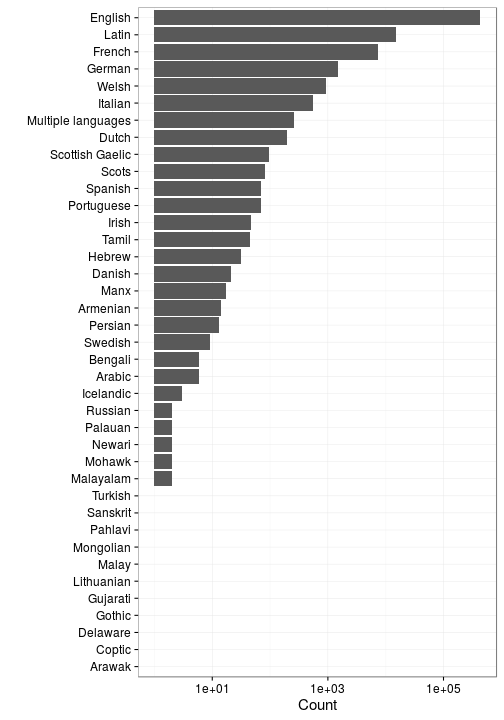 English
Latin
French
German
Welsh
Italian
Multiple languages
Dutch
Scottish Gaelic
Scots
Spanish
Portuguese
Irish
Tamil
Hebrew
Danish
Manx
Armenian
Persian
Swedish
Bengali
Arabic
Icelandic
Russian
Palauan
Newari
Mohawk
Malayalam
Turkish
Sanskrit
Pahlavi
Mongolian
Malay
Lithuanian
Gujarati
Gothic
Delaware
Coptic
Arawak
1e+01 1e+03 1e+05
Count